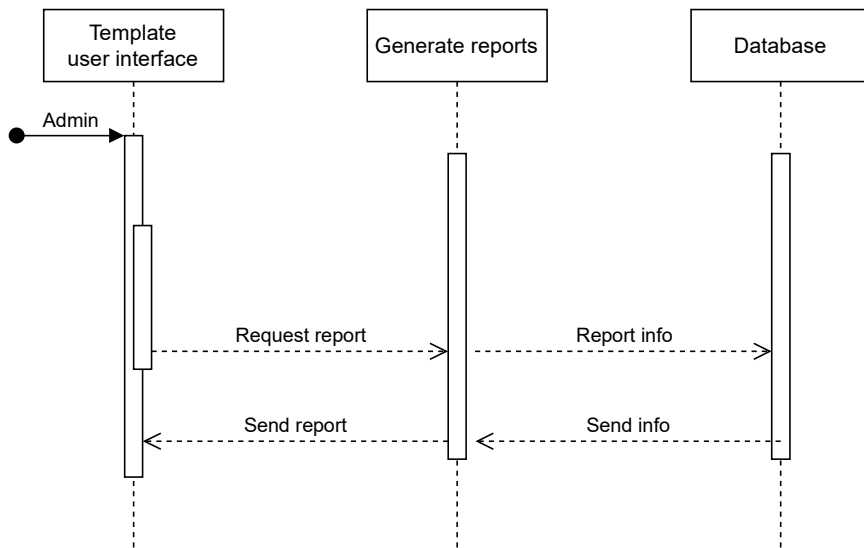 Template
user interface
Generate reports
Database
Admin
Request report
Report info
Send report
Send info